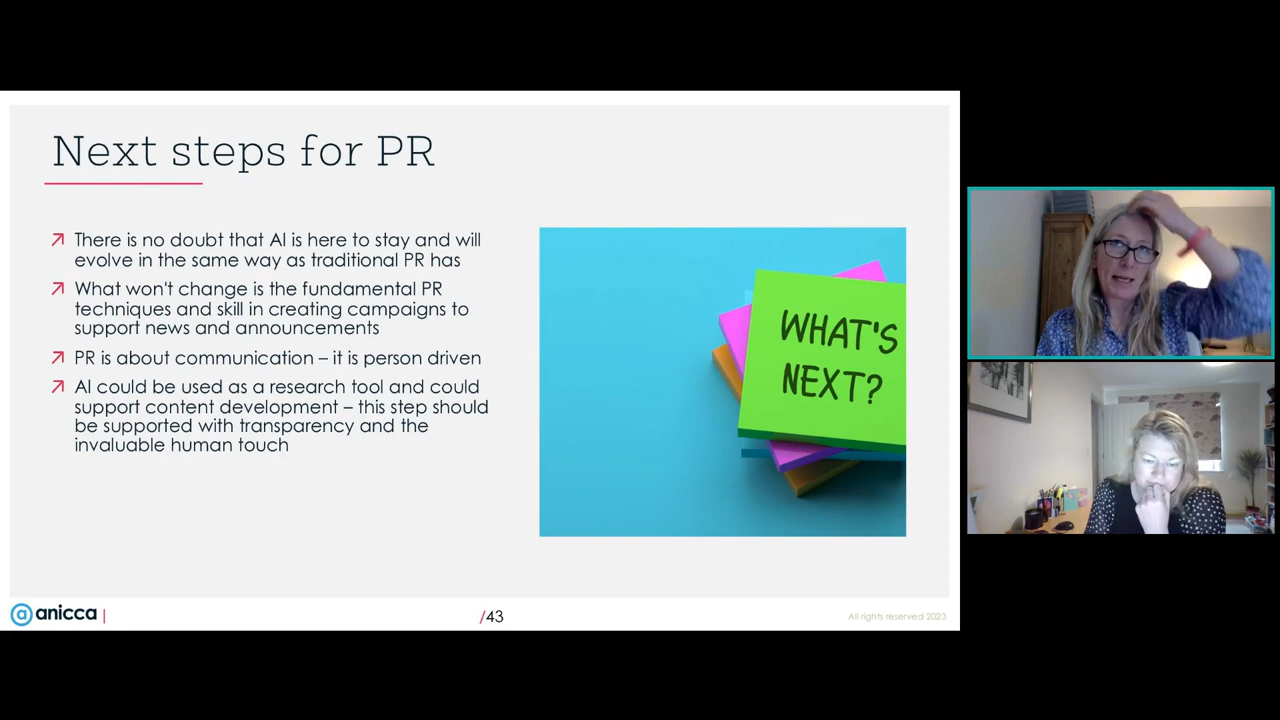 Next steps for PR
There is no doubt that AI is here to stay and will
evolve in the same way as traditional PR has
What won't change is the fundamental PR
techniques and skill in creating campaigns to
support news and announcements
PR is about communication – it is person driven
AI could be used as a research tool and could
support content development – this step should
be supported with transparency and the
invaluable human touch
WHAT'S
NEXT?
@ anicca |
/43
All rights reserved 2023